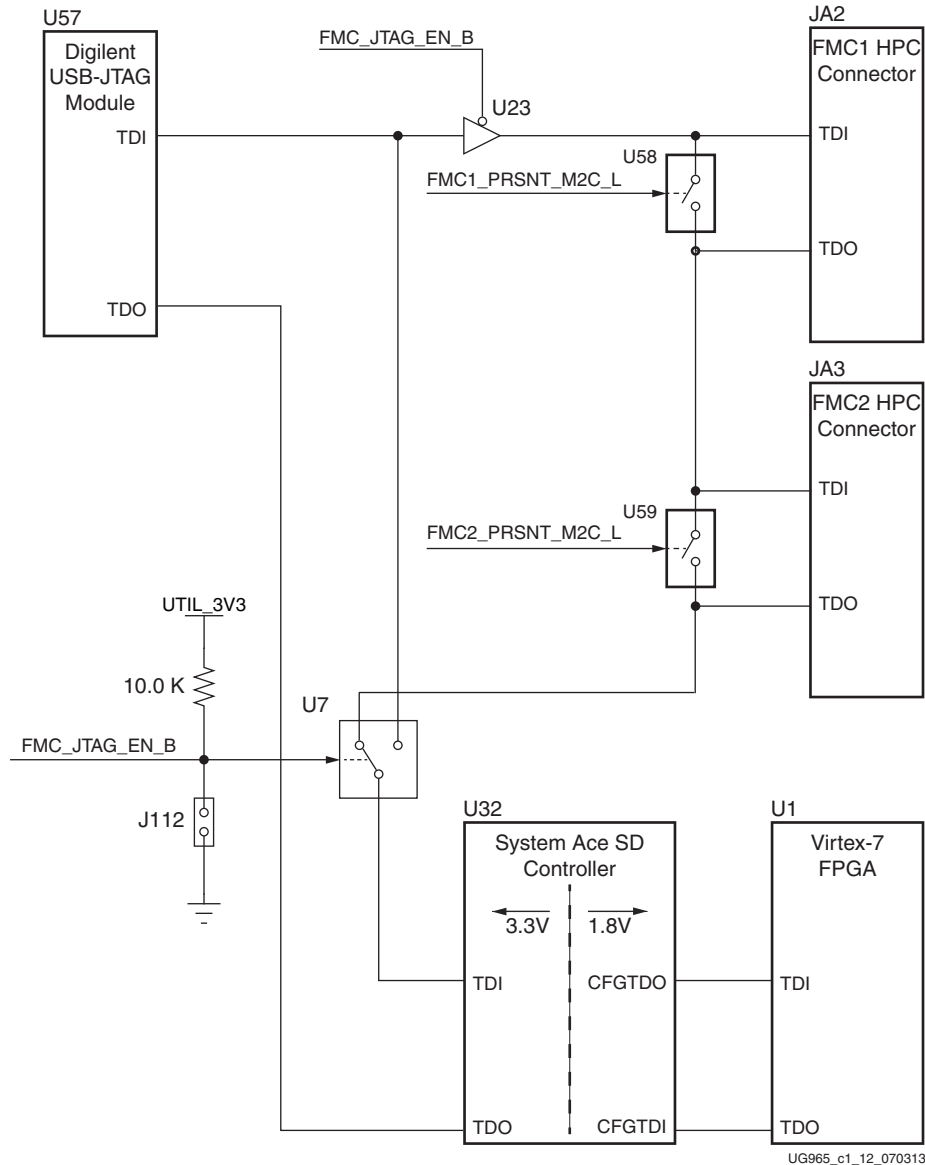 U57
Digilent
USB-JTAG
Module
TDI
TDO
FMC_JTAG_EN_B
U23
JA2
FMC1 HPC
Connector
TDI
TDO
U58
FMC1_PRSNT_M2C_L
JA3
FMC2 HPC
Connector
TDI
TDO
U59
FMC2_PRSNT_M2C_L
UTIL_3V3
10.0 K
FMC_JTAG_EN_B
J112
U7
U32
System Ace SD
Controller
3.3V
1.8V
TDI
CFGTDO
TDO
CFGTDI
U1
Virtex-7
FPGA
TDI
TDO
UG965_c1_12_070313